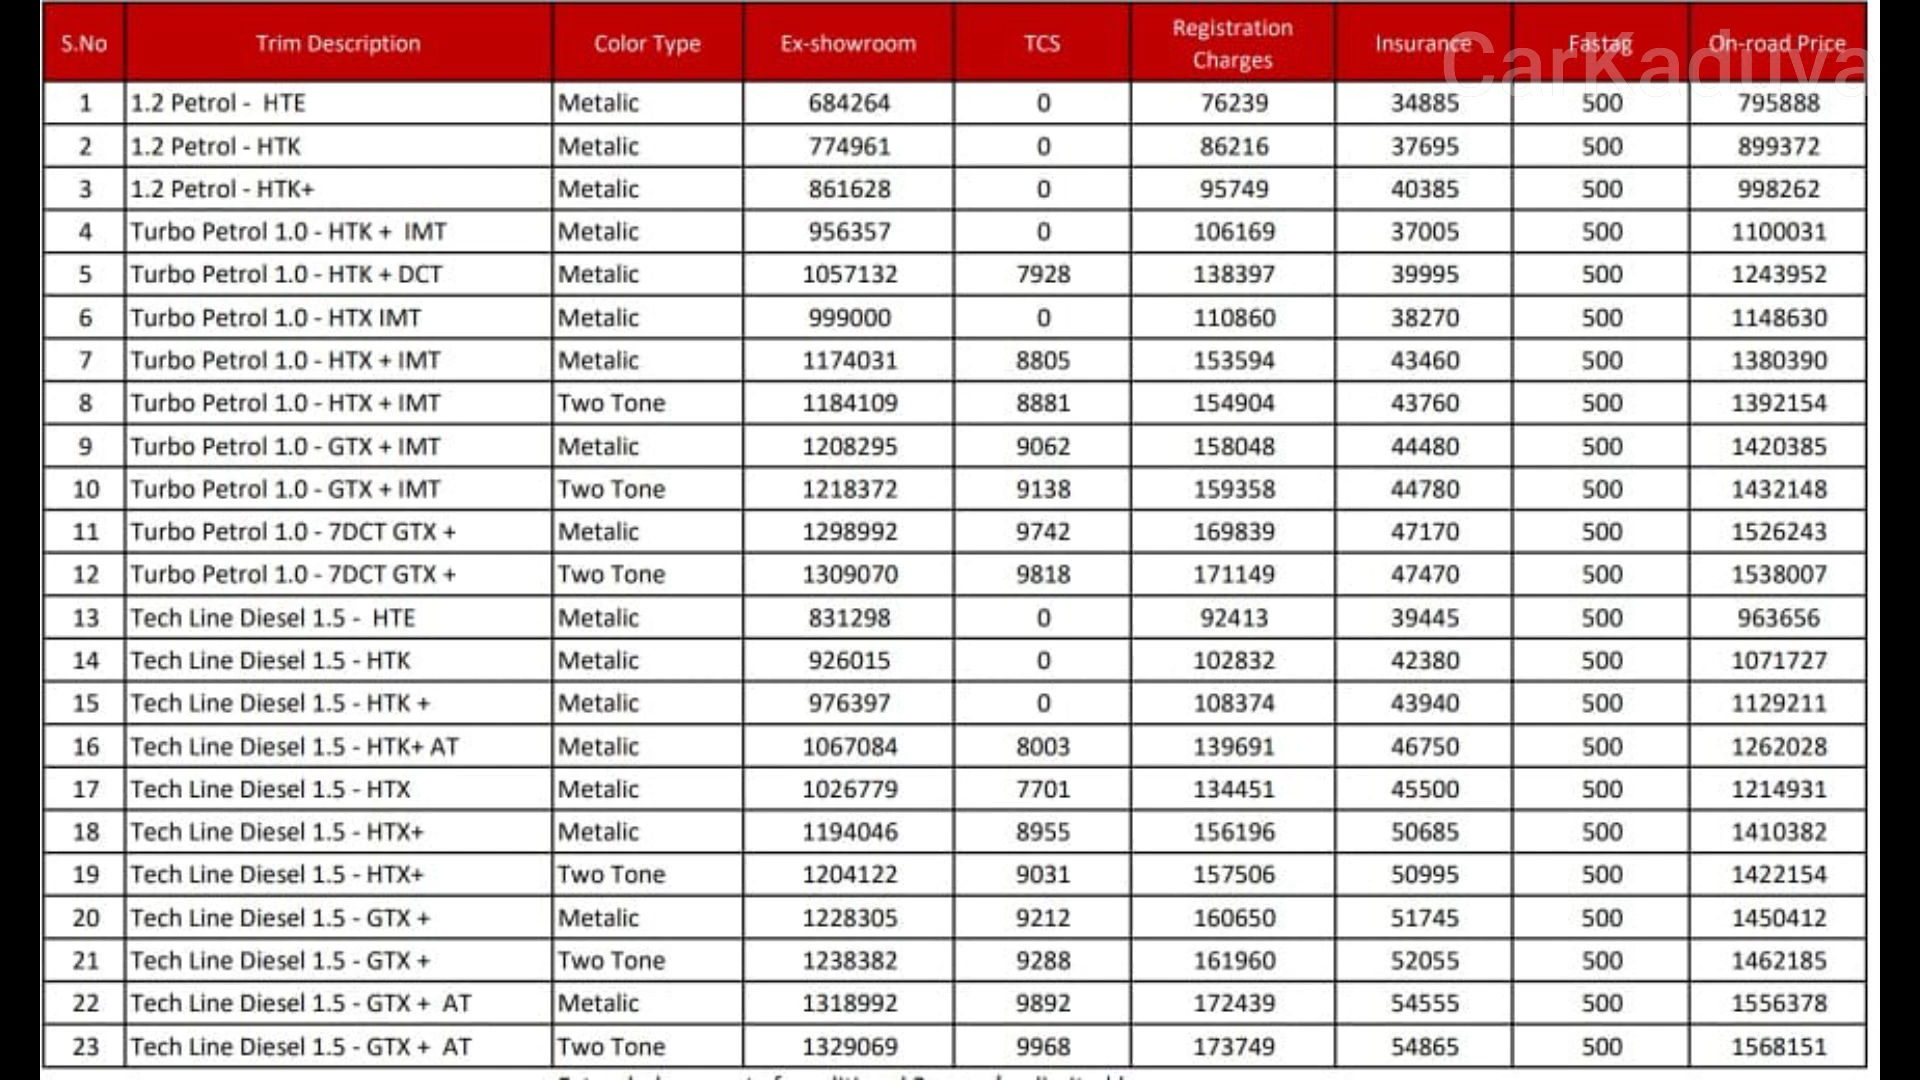 S.No Trim Description Color Type Ex-showroom TCS Registration Charges Insurance Fastag On-road Price
CarKaduva
1 1.2 Petrol - HTE Metalic 684264 0 76239 34885 500 795888
2 1.2 Petrol - HTK Metalic 774961 0 86216 37695 500 899372
3 1.2 Petrol - HTK+ Metalic 861628 0 95749 40385 500 998262
4 Turbo Petrol 1.0 - HTK + IMT Metalic 956357 0 106169 37005 500 1100031
5 Turbo Petrol 1.0 - HTK + DCT Metalic 1057132 7928 138397 39995 500 1243952
6 Turbo Petrol 1.0 - HTX IMT Metalic 999000 0 110860 38270 500 1148630
7 Turbo Petrol 1.0 - HTX + IMT Metalic 1174031 8805 153594 43460 500 1380390
8 Turbo Petrol 1.0 - HTX + IMT Two Tone 1184109 8881 154904 43760 500 1392154
9 Turbo Petrol 1.0 - GTX + IMT Metalic 1208295 9062 158048 44480 500 1420385
10 Turbo Petrol 1.0 - GTX + IMT Two Tone 1218372 9138 159358 44780 500 1432148
11 Turbo Petrol 1.0 - 7DCT GTX + Metalic 1298992 9742 169839 47170 500 1526243
12 Turbo Petrol 1.0 - 7DCT GTX + Two Tone 1309070 9818 171149 47470 500 1538007
13 Tech Line Diesel 1.5 - HTE Metalic 831298 0 92413 39445 500 963656
14 Tech Line Diesel 1.5 - HTK Metalic 926015 0 102832 42380 500 1071727
15 Tech Line Diesel 1.5 - HTK + Metalic 976397 0 108374 43940 500 1129211
16 Tech Line Diesel 1.5 - HTK+ AT Metalic 1067084 8003 139691 46750 500 1262028
17 Tech Line Diesel 1.5 - HTX Metalic 1026779 7701 134451 45500 500 1214931
18 Tech Line Diesel 1.5 - HTX+ Metalic 1194046 8955 156196 50685 500 1410382
19 Tech Line Diesel 1.5 - HTX+ Two Tone 1204122 9031 157506 50995 500 1422154
20 Tech Line Diesel 1.5 - GTX + Metalic 1228305 9212 160650 51745 500 1450412
21 Tech Line Diesel 1.5 - GTX + Two Tone 1238382 9288 161960 52055 500 1462185
22 Tech Line Diesel 1.5 - GTX + AT Metalic 1318992 9892 172439 54555 500 1556378
23 Tech Line Diesel 1.5 - GTX + AT Two Tone 1329069 9968 173749 54865 500 1568151